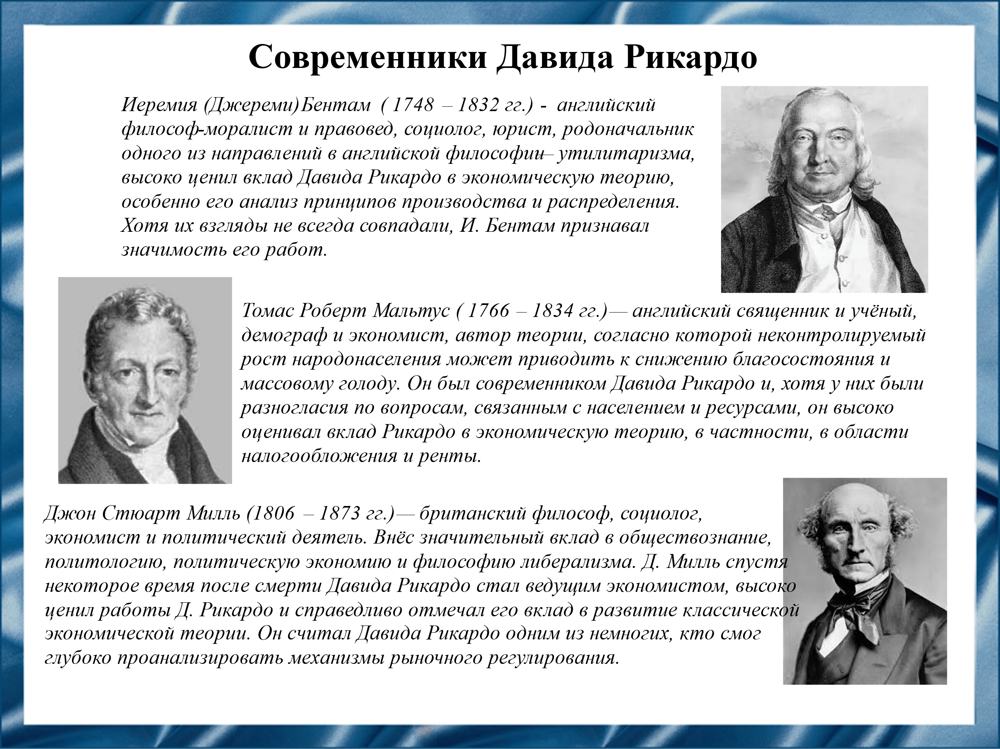 Современники Давида Рикардо
Иеремия (Джереми) Бентам ( 1748 – 1832 гг.) - английский
философ-моралист и правовед, социолог, юрист, родоначальник
одного из направлений в английской философии— утилитаризма,
высоко ценил вклад Давида Рикардо в экономическую теорию,
особенно его анализ принципов производства и распределения.
Хотя их взгляды не всегда совпадали, И. Бентам признавал
значимость его работ.
Томас Роберт Мальтус ( 1766 – 1834 гг.)— английский священник и учёный,
демограф и экономист, автор теории, согласно которой неконтролируемый
рост народонаселения может приводить к снижению благосостояния и
массовому голоду. Он был современником Давида Рикардо и, хотя у них были
разногласия по вопросам, связанным с населением и ресурсами, он высоко
оценивал вклад Рикардо в экономическую теорию, в частности, в области
налогообложения и ренты.
Джон Стюарт Милль (1806 – 1873 гг.)— британский философ, социолог,
экономист и политический деятель. Внёс значительный вклад в обществознание,
политологию, политическую экономию и философию либерализма. Д. Милль спустя
некоторое время после смерти Давида Рикардо стал ведущим экономистом, высоко
ценил работы Д. Рикардо и справедливо отмечал его вклад в развитие классической
экономической теории. Он считал Давида Рикардо одним из немногих, кто смог
глубоко проанализировать механизмы рыночного регулирования.